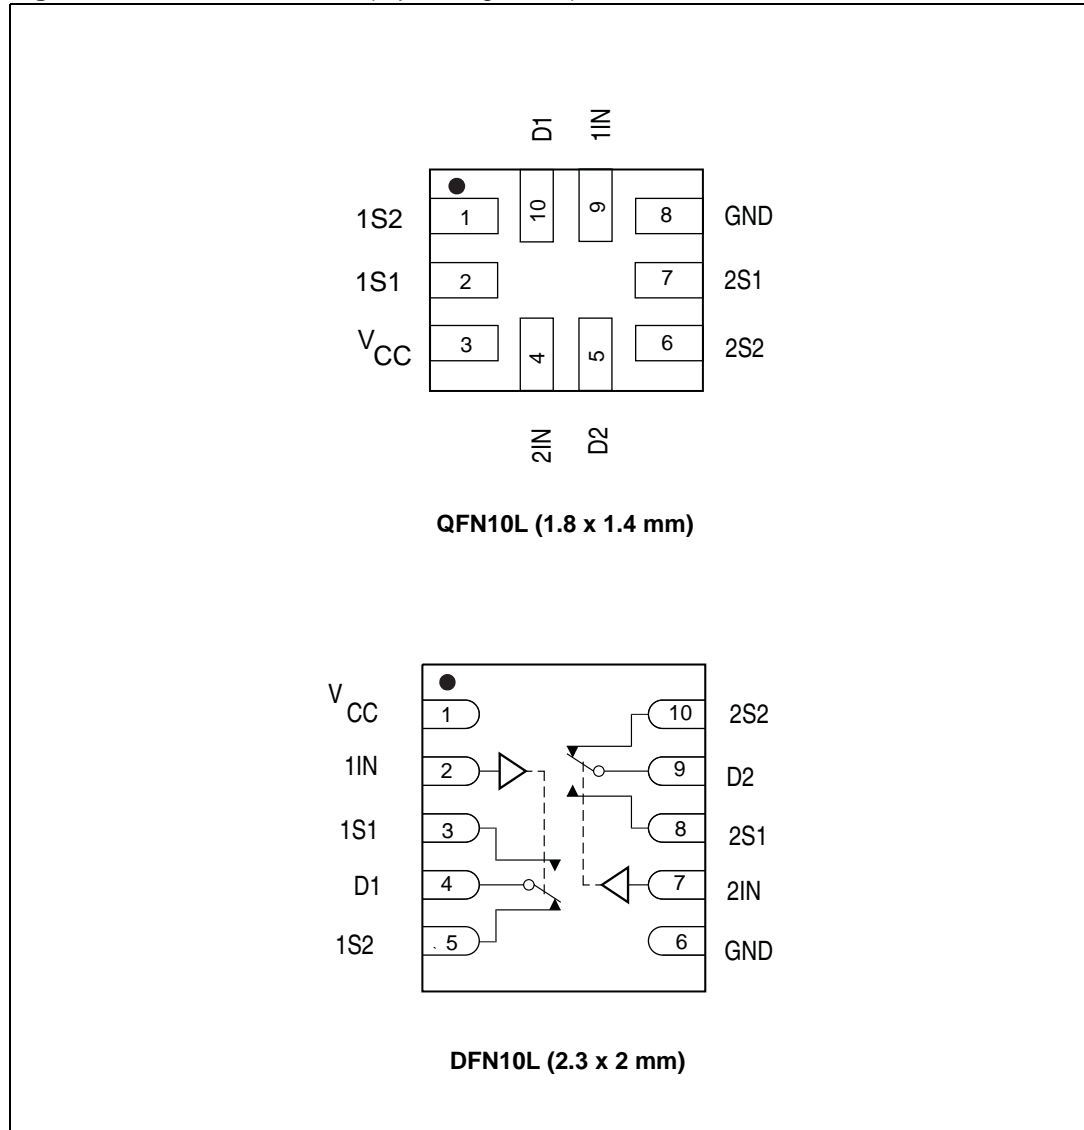 D1 1IN
10 9
1S2 1 8 GND
1S1 2 7 2S1
VCC 3 6 2S2
4 5
2IN D2
QFN10L (1.8 x 1.4 mm)
VCC 1 10 2S2
1IN 2 9 D2
1S1 3 8 2S1
D1 4 7 2IN
1S2 5 6 GND
DFN10L (2.3 x 2 mm)